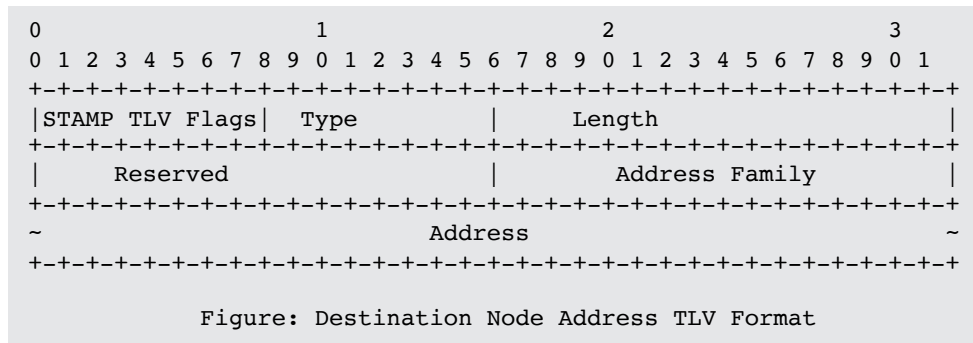 0                   1                   2                   3
0 1 2 3 4 5 6 7 8 9 0 1 2 3 4 5 6 7 8 9 0 1 2 3 4 5 6 7 8 9 0 1
+-+-+-+-+-+-+-+-+-+-+-+-+-+-+-+-+-+-+-+-+-+-+-+-+-+-+-+-+-+-+-+-+
|STAMP TLV Flags|  Type         |     Length                    |
+-+-+-+-+-+-+-+-+-+-+-+-+-+-+-+-+-+-+-+-+-+-+-+-+-+-+-+-+-+-+-+-+
|     Reserved                  |        Address Family         |
+-+-+-+-+-+-+-+-+-+-+-+-+-+-+-+-+-+-+-+-+-+-+-+-+-+-+-+-+-+-+-+-+
~                           Address                             ~
+-+-+-+-+-+-+-+-+-+-+-+-+-+-+-+-+-+-+-+-+-+-+-+-+-+-+-+-+-+-+-+-+
Figure: Destination Node Address TLV Format